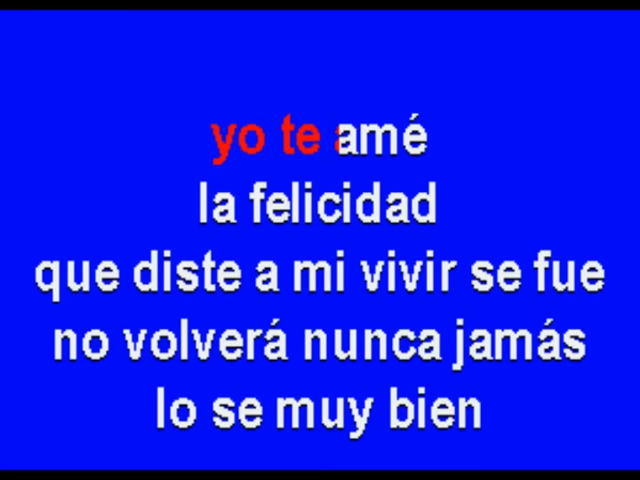 yo te amé
la felicidad
que diste a mi vivir se fue
no volverá nunca jamás
lo se muy bien